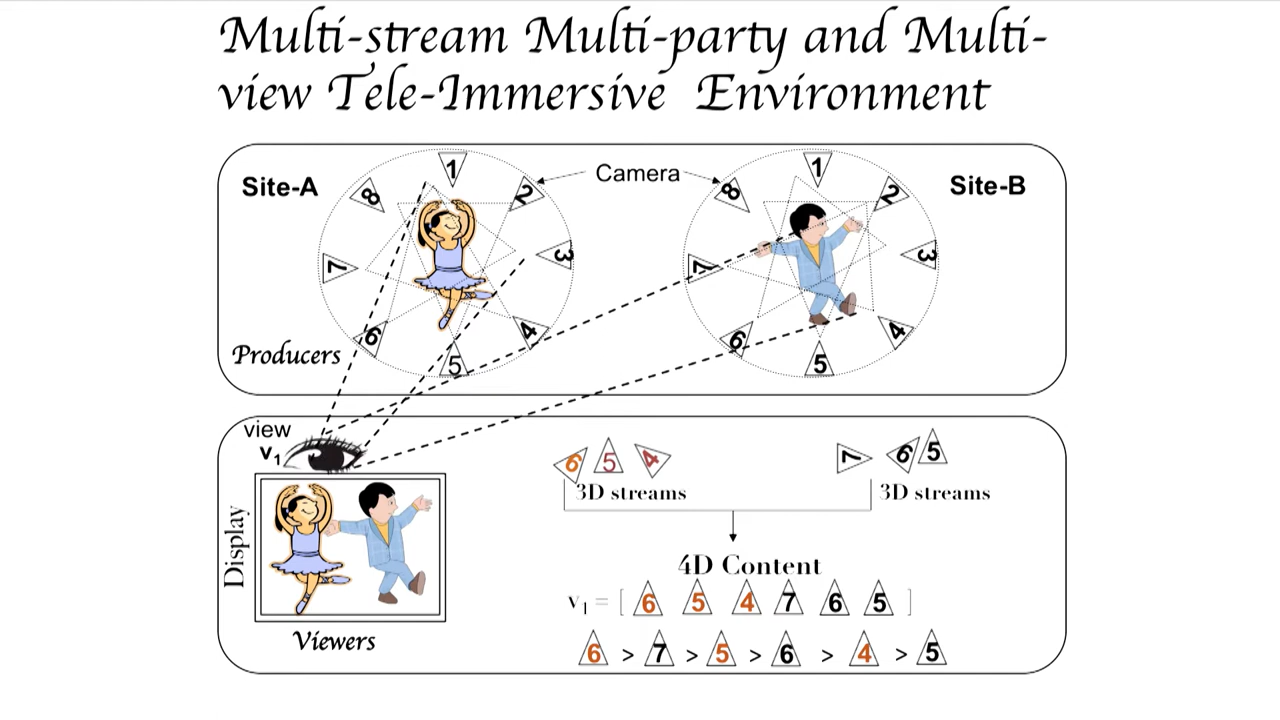 Multi-stream Multi-party and Multi-
view Tele-Immersive Environment
Site-A
Camera
Site-B
1
2
3
4
5
6
7
8
1
2
3
4
5
6
7
8
Producers
view
v1
Display
Viewers
6 5 4
3D streams
7 6 5
3D streams
4D Content
v1 = [ 6 5 4 7 6 5 ]
6 > 7 > 5 > 6 > 4 > 5